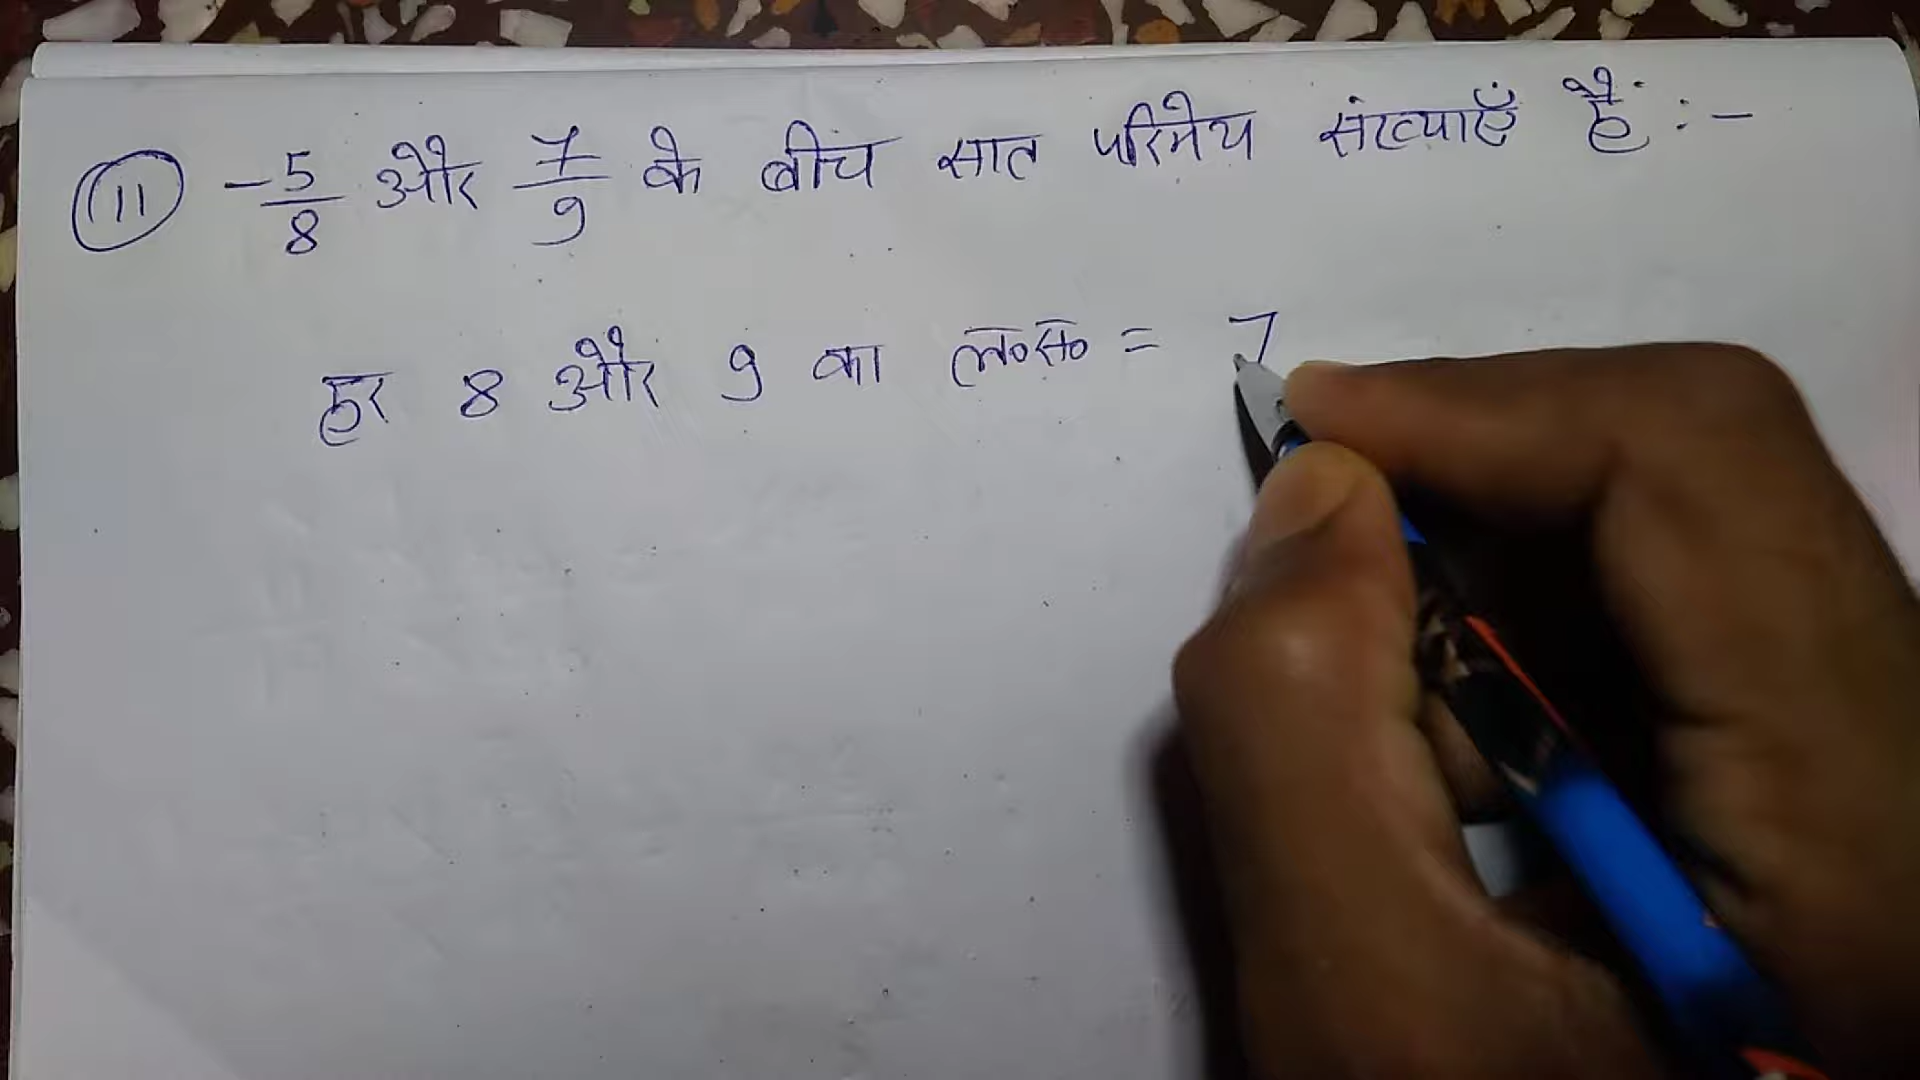 (11) -5/8 और 7/9 के बीच सात परिमेय संख्याएँ हैं :-
हर 8 और 9 का ल०स० = 7